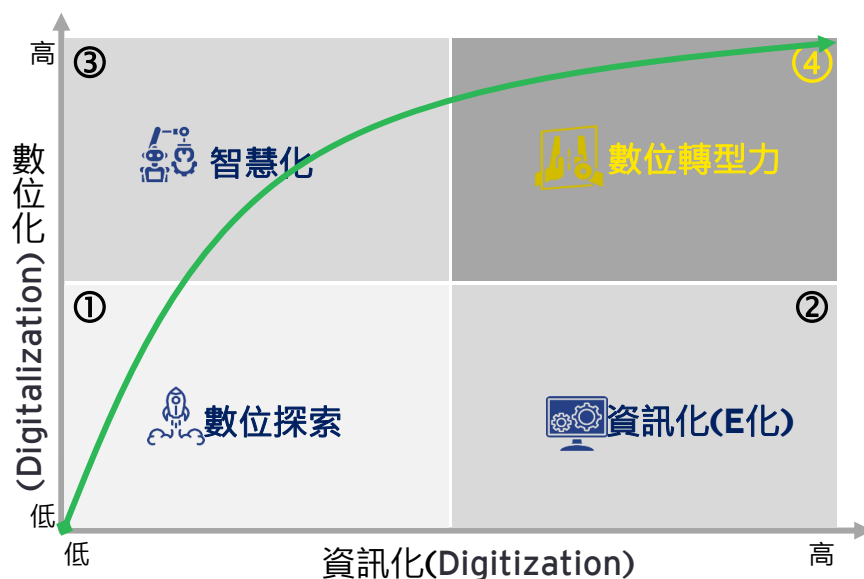 高
③
④
智慧化
數位轉型力
數位化
(Digitalization)
①
②
數位探索
資訊化(E化)
低
低
資訊化(Digitization)
高